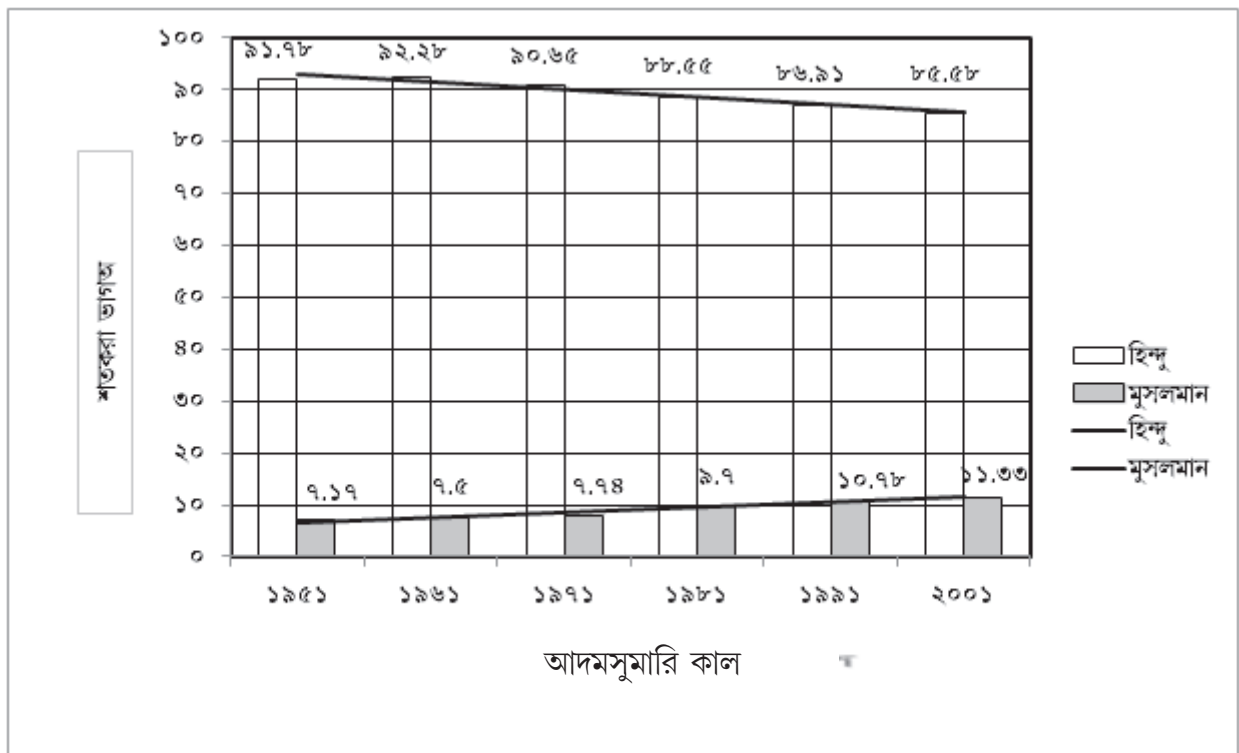 ১০০
৯০
৮০
৭০
৬০
৫০
৪০
৩০
২০
১০
০
৯১.৭৮ ৯২.২৮ ৯০.৬৫ ৮৮.৫৫ ৮৬.৯১ ৮৫.৫৮
৭.১৭ ৭.৫ ৭.৭৪ ৯.৭ ১০.৭৮ ১১.৩৩
১৯৫১ ১৯৬১ ১৯৭১ ১৯৮১ ১৯৯১ ২০০১
শতকরা ভাগত
আদমসুমারি কাল
হিন্দু
মুসলমান
হিন্দু
মুসলমান